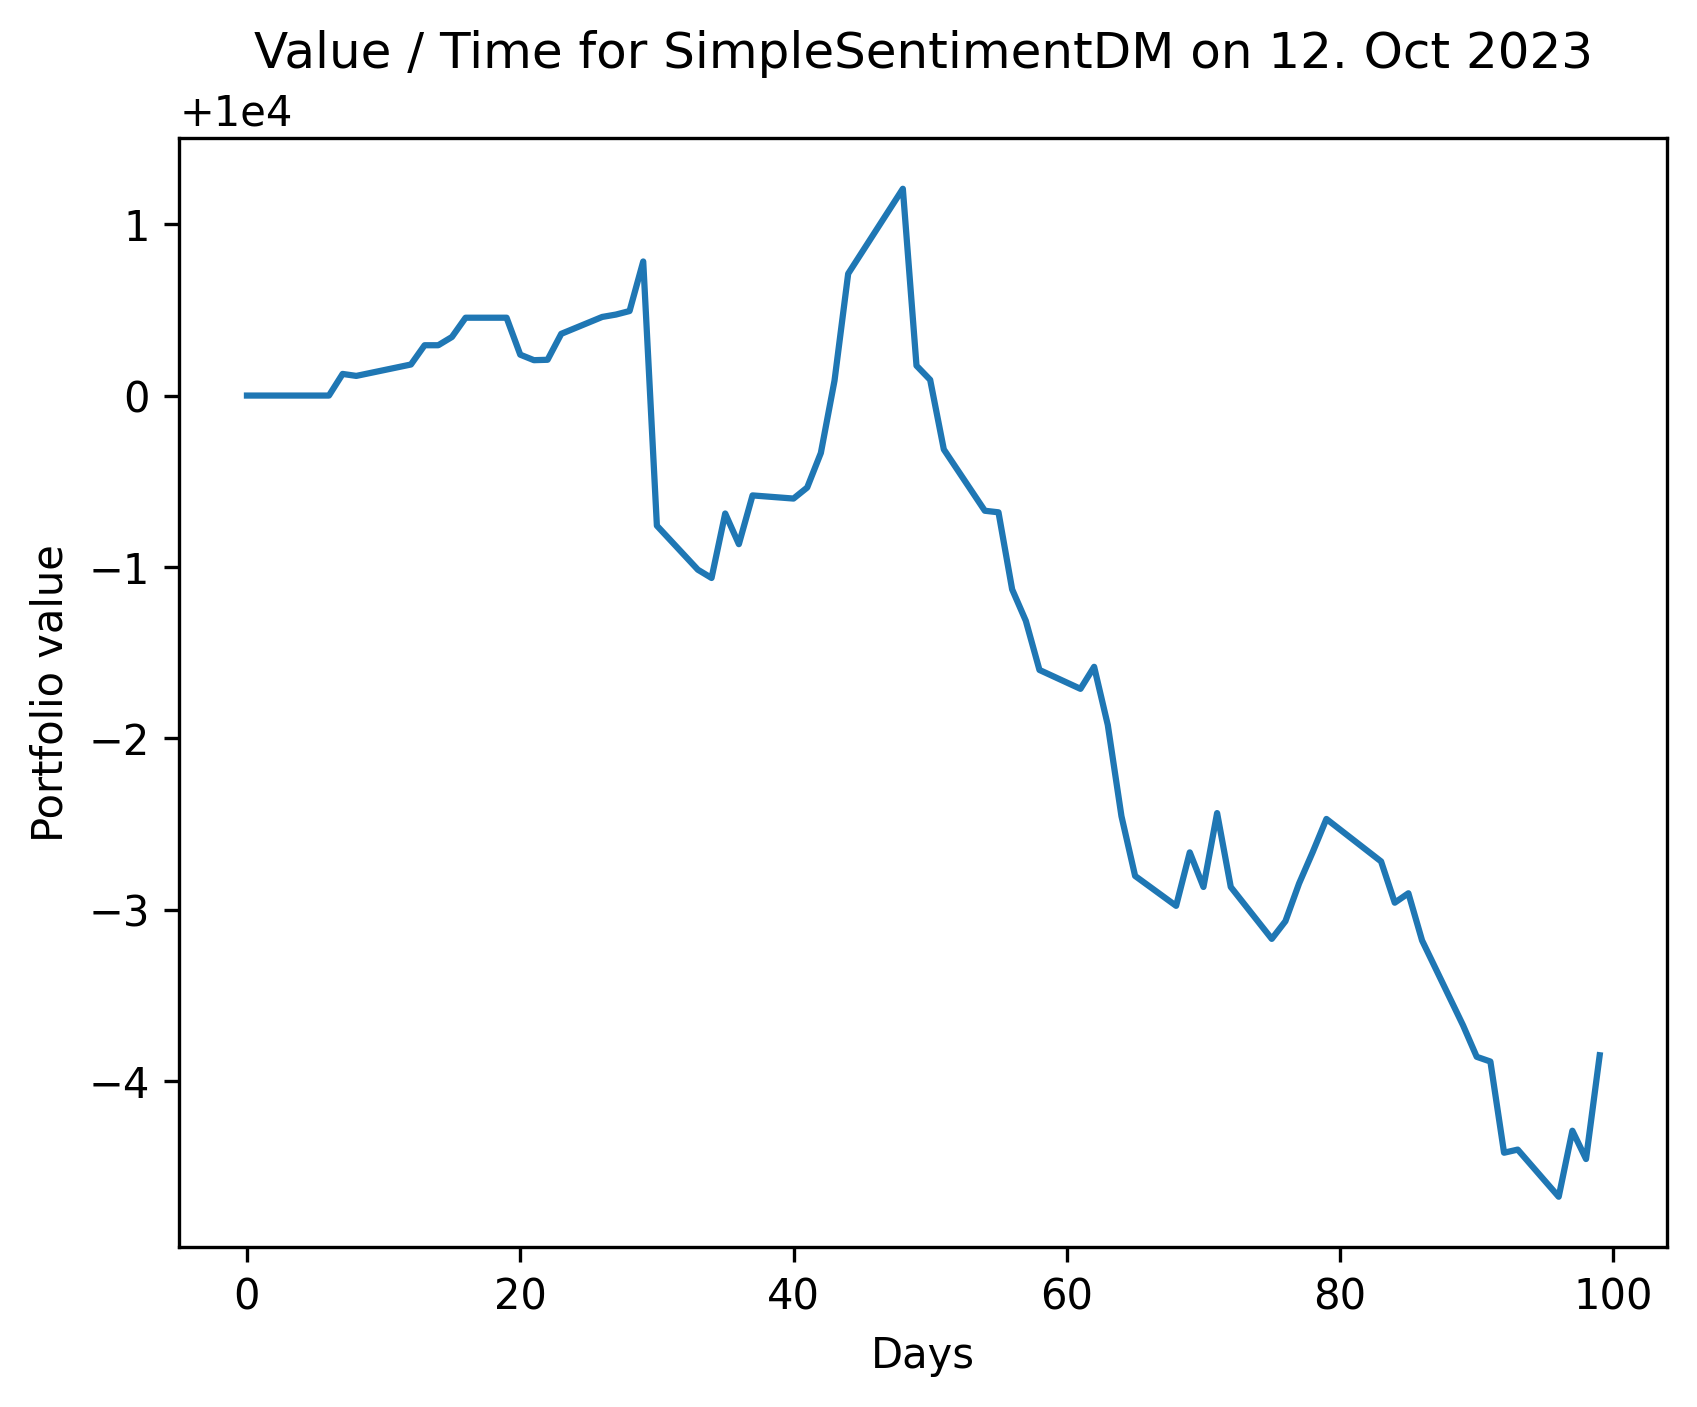 Value / Time for SimpleSentimentDM on 12. Oct 2023
+1e4
1
0
−1
−2
−3
−4
Portfolio value
0 20 40 60 80 100
Days